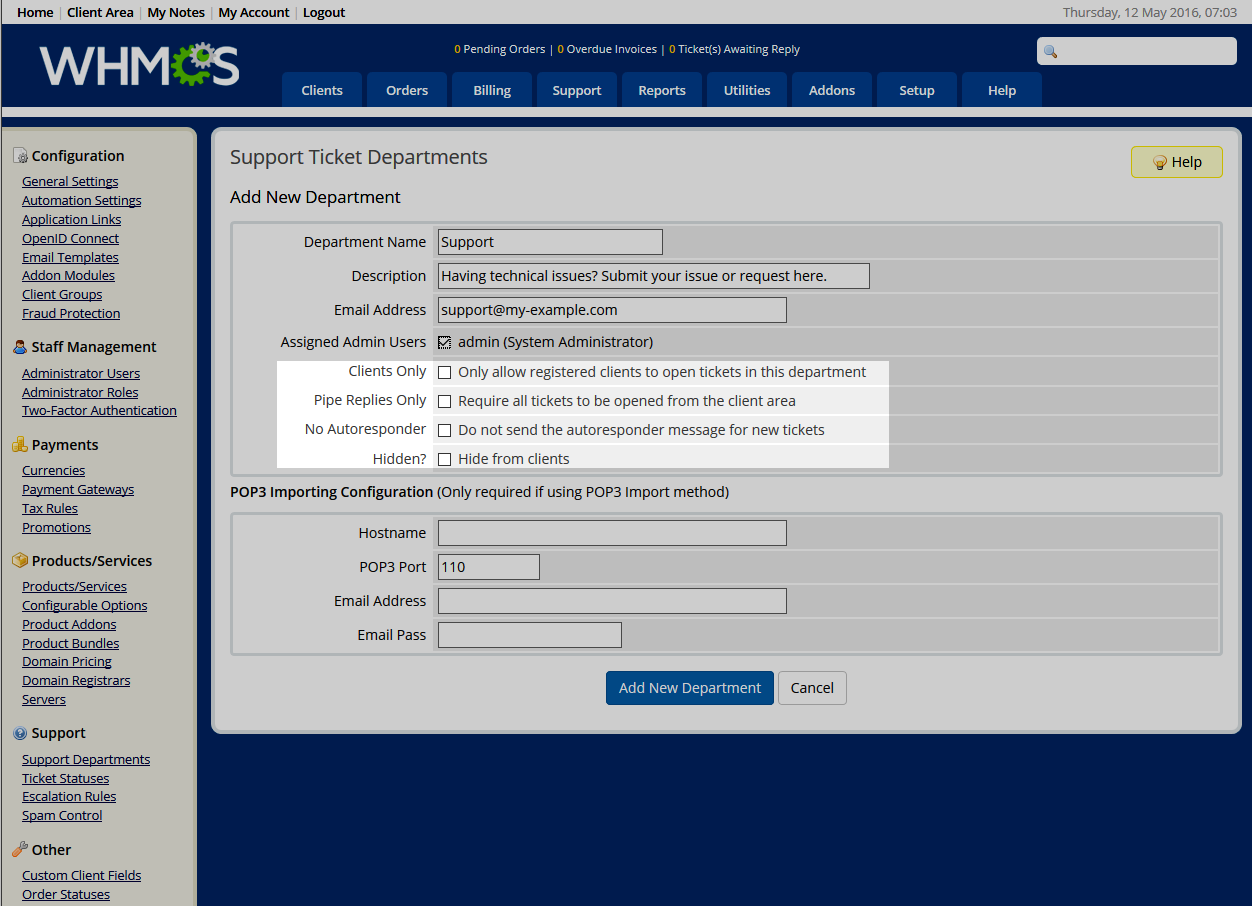 Home | Client Area | My Notes | My Account | Logout
Thursday, 12 May 2016, 07:03
WHMCS
0 Pending Orders | 0 Overdue Invoices | 0 Ticket(s) Awaiting Reply
Clients Orders Billing Support Reports Utilities Addons Setup Help
Configuration
General Settings
Automation Settings
Application Links
OpenID Connect
Email Templates
Addon Modules
Client Groups
Fraud Protection
Staff Management
Administrator Users
Administrator Roles
Two-Factor Authentication
Payments
Currencies
Payment Gateways
Tax Rules
Promotions
Products/Services
Products/Services
Configurable Options
Product Addons
Product Bundles
Domain Pricing
Domain Registrars
Servers
Support
Support Departments
Ticket Statuses
Escalation Rules
Spam Control
Other
Custom Client Fields
Order Statuses
Support Ticket Departments
Help
Add New Department
Department Name Support
Description Having technical issues? Submit your issue or request here.
Email Address support@my-example.com
Assigned Admin Users admin (System Administrator)
Clients Only Only allow registered clients to open tickets in this department
Pipe Replies Only Require all tickets to be opened from the client area
No Autoresponder Do not send the autoresponder message for new tickets
Hidden? Hide from clients
POP3 Importing Configuration (Only required if using POP3 Import method)
Hostname
POP3 Port 110
Email Address
Email Pass
Add New Department Cancel